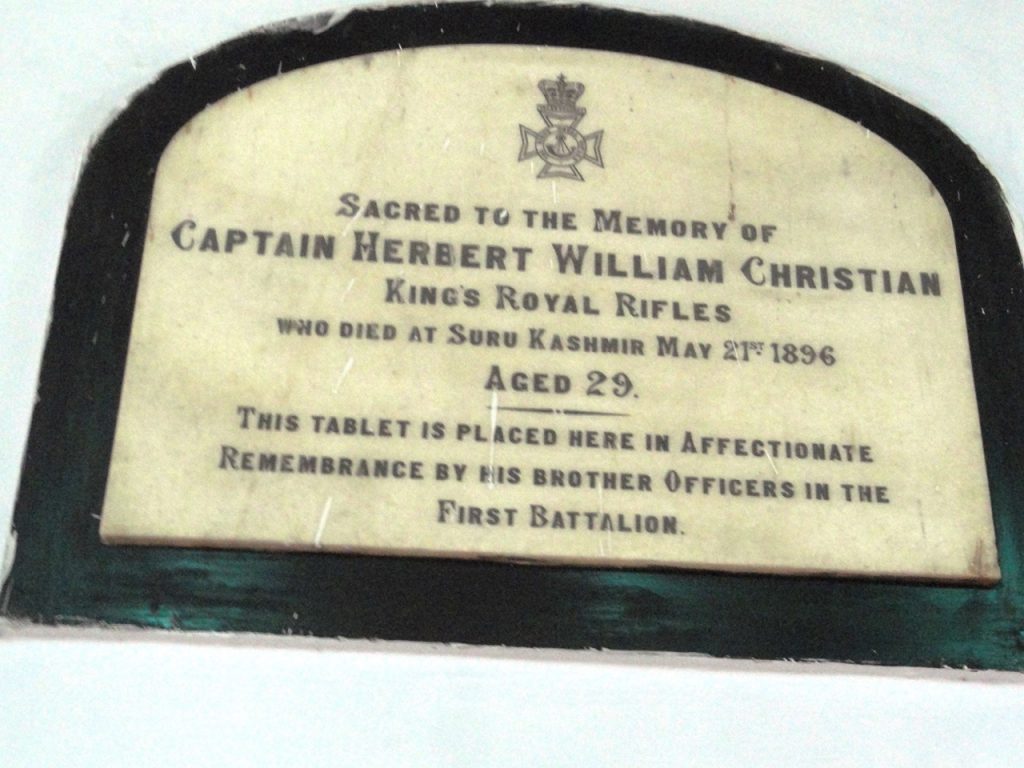 Sacred to the Memory of
Captain Herbert William Christian
King's Royal Rifles
who died at Suru Kashmir May 21st 1896
Aged 29.
This tablet is placed here in Affectionate
Remembrance by his brother Officers in the
First Battalion.